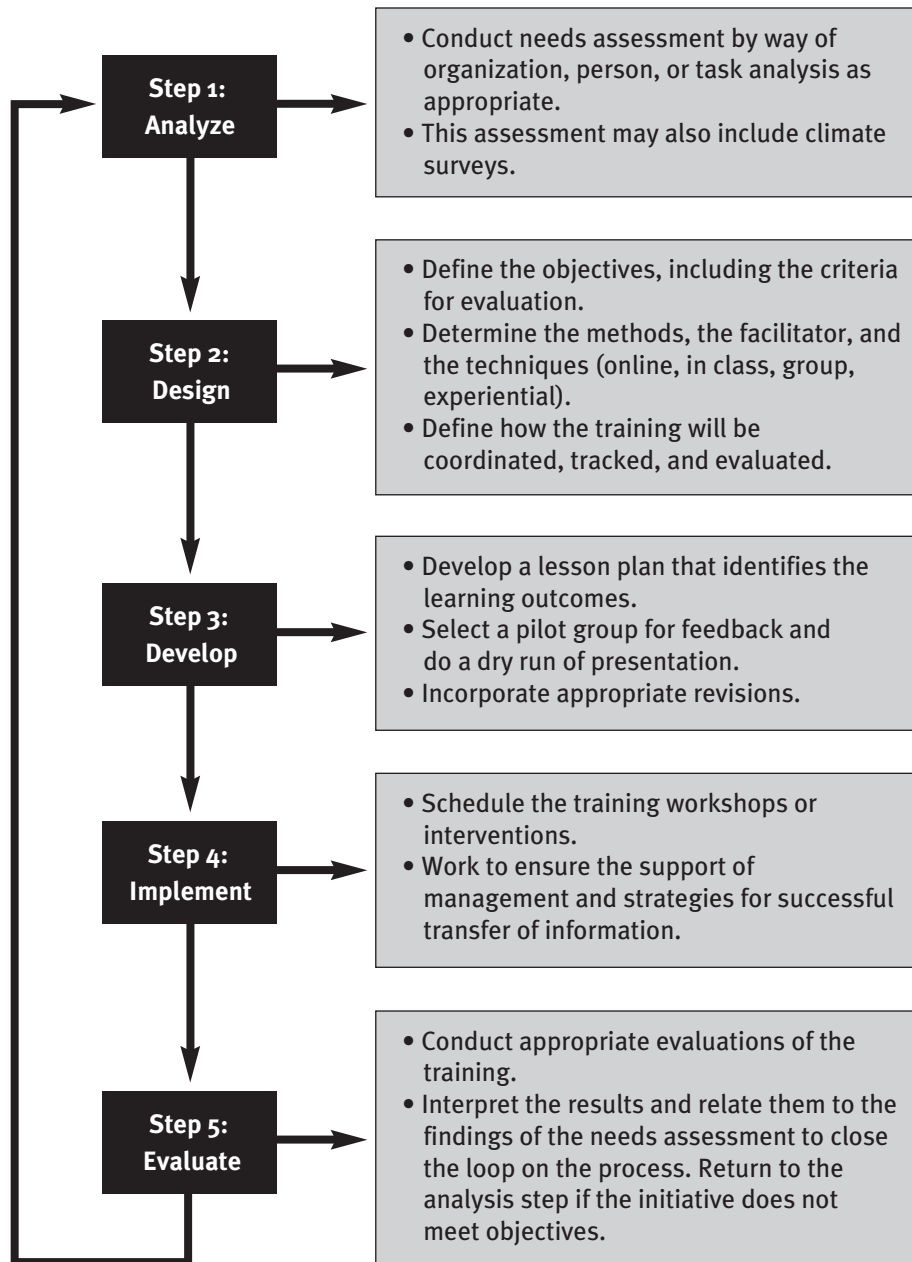 Step 1:
Analyze
• Conduct needs assessment by way of
organization, person, or task analysis as
appropriate.
• This assessment may also include climate
surveys.
Step 2:
Design
• Define the objectives, including the criteria
for evaluation.
• Determine the methods, the facilitator, and
the techniques (online, in class, group,
experiential).
• Define how the training will be
coordinated, tracked, and evaluated.
Step 3:
Develop
• Develop a lesson plan that identifies the
learning outcomes.
• Select a pilot group for feedback and
do a dry run of presentation.
• Incorporate appropriate revisions.
Step 4:
Implement
• Schedule the training workshops or
interventions.
• Work to ensure the support of
management and strategies for successful
transfer of information.
Step 5:
Evaluate
• Conduct appropriate evaluations of the
training.
• Interpret the results and relate them to the
findings of the needs assessment to close
the loop on the process. Return to the
analysis step if the initiative does not
meet objectives.